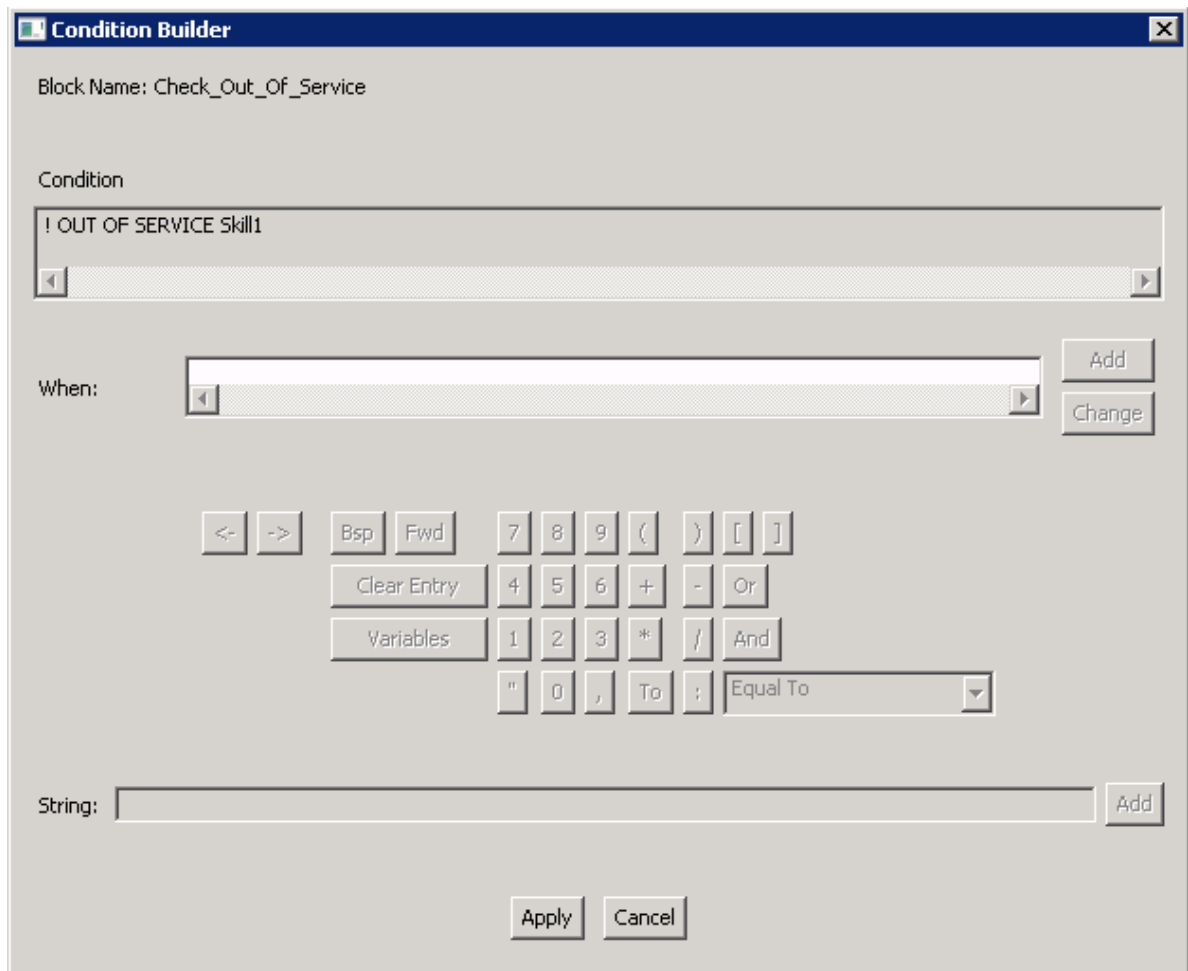 Condition Builder
Block Name: Check_Out_Of_Service
Condition
! OUT OF SERVICE Skill1
When:
Add
Change
<- -> Bsp Fwd 7 8 9 ( ) [ ]
Clear Entry 4 5 6 + - Or
Variables 1 2 3 * / And
" 0 , To : Equal To
String: Add
Apply Cancel